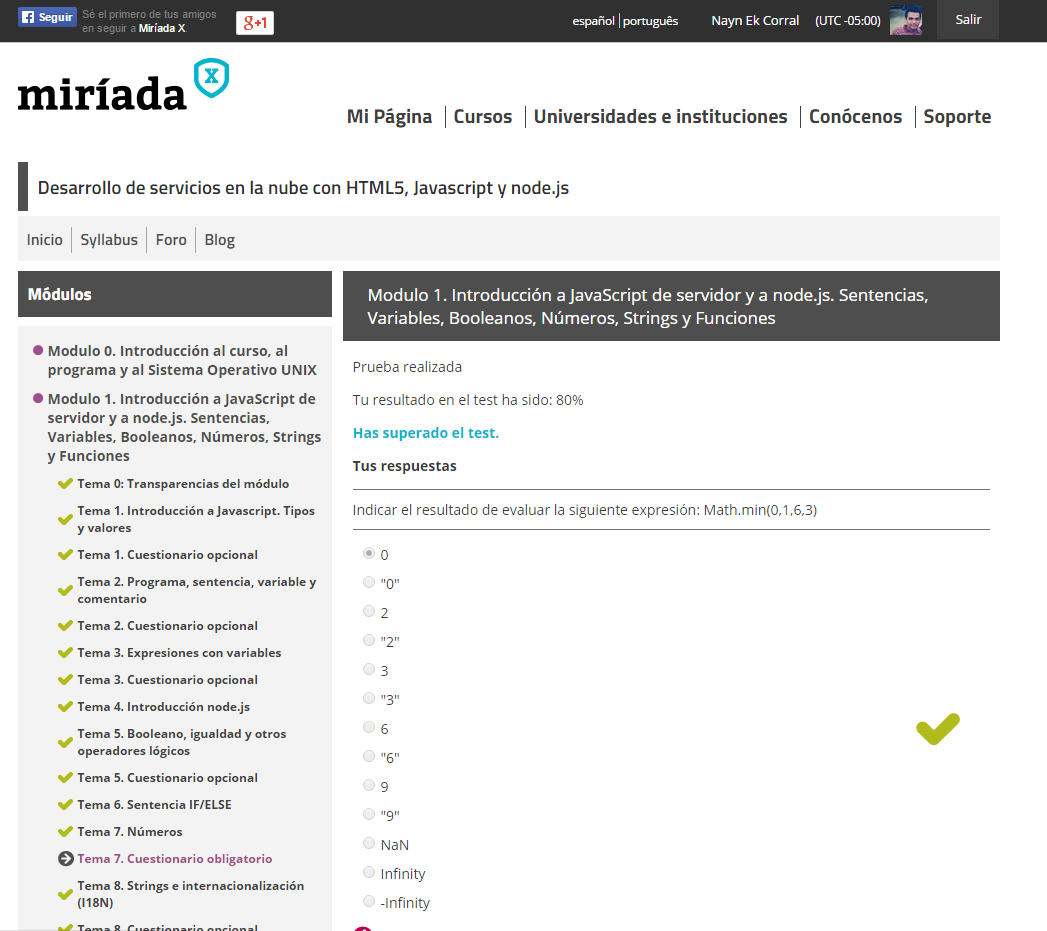 Seguir
Sé el primero de tus amigos
en seguir a Miríada X.
g+1
español português
Nayn Ek Corral
(UTC -05:00)
Salir
miríada X
Mi Página
Cursos
Universidades e instituciones
Conócenos
Soporte
Desarrollo de servicios en la nube con HTML5, Javascript y node.js
Inicio
Syllabus
Foro
Blog
Módulos
Modulo 0. Introducción al curso, al
programa y al Sistema Operativo UNIX
Modulo 1. Introducción a JavaScript de
servidor y a node.js. Sentencias,
Variables, Booleanos, Números, Strings
y Funciones
Tema 0: Transparencias del módulo
Tema 1. Introducción a Javascript. Tipos
y valores
Tema 1. Cuestionario opcional
Tema 2. Programa, sentencia, variable y
comentario
Tema 2. Cuestionario opcional
Tema 3. Expresiones con variables
Tema 3. Cuestionario opcional
Tema 4. Introducción node.js
Tema 5. Booleano, igualdad y otros
operadores lógicos
Tema 5. Cuestionario opcional
Tema 6. Sentencia IF/ELSE
Tema 7. Números
Tema 7. Cuestionario obligatorio
Tema 8. Strings e internacionalización
(I18N)
Tema 8. Cuestionario opcional
Modulo 1. Introducción a JavaScript de servidor y a node.js. Sentencias,
Variables, Booleanos, Números, Strings y Funciones
Prueba realizada
Tu resultado en el test ha sido: 80%
Has superado el test.
Tus respuestas
Indicar el resultado de evaluar la siguiente expresión: Math.min(0,1,6,3)
0
"0"
2
"2"
3
"3"
6
"6"
9
"9"
NaN
Infinity
-Infinity